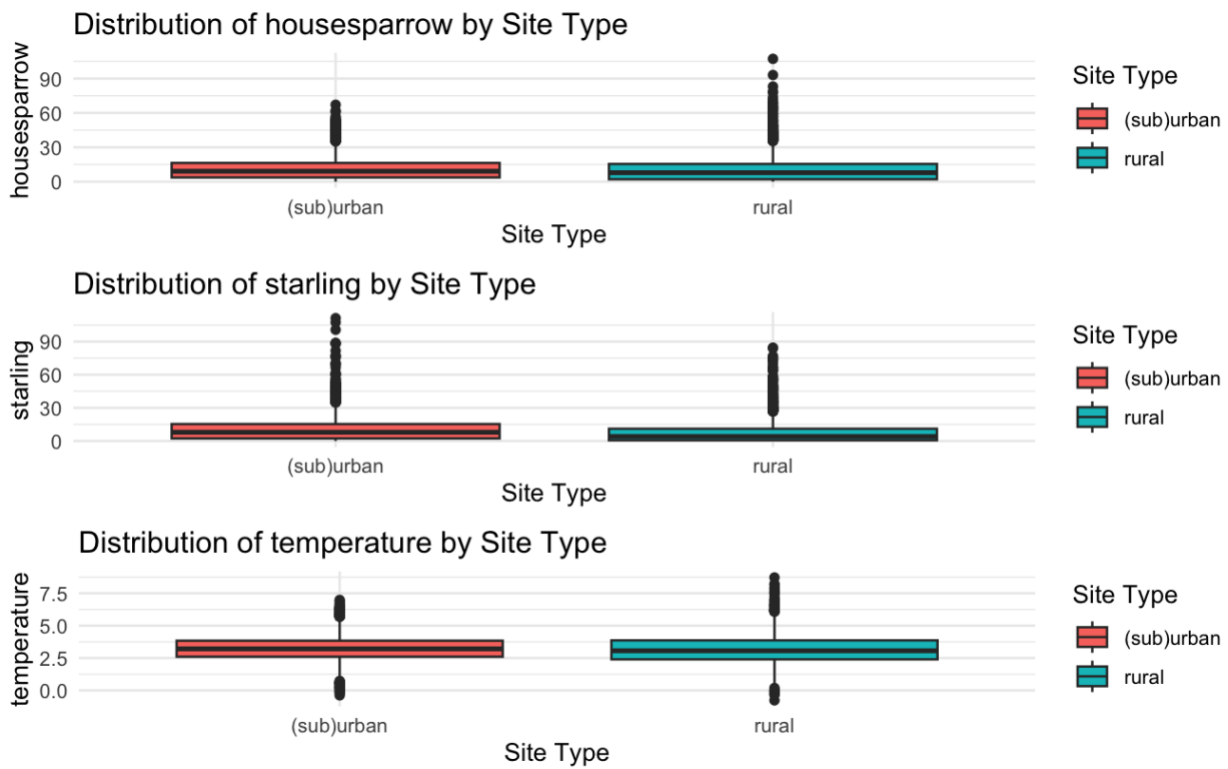 Distribution of housesparrow by Site Type
housesparrow
90
60
30
0
(sub)urban
rural
Site Type
Site Type
(sub)urban
rural
Distribution of starling by Site Type
starling
90
60
30
0
(sub)urban
rural
Site Type
Site Type
(sub)urban
rural
Distribution of temperature by Site Type
temperature
7.5
5.0
2.5
0.0
(sub)urban
rural
Site Type
Site Type
(sub)urban
rural